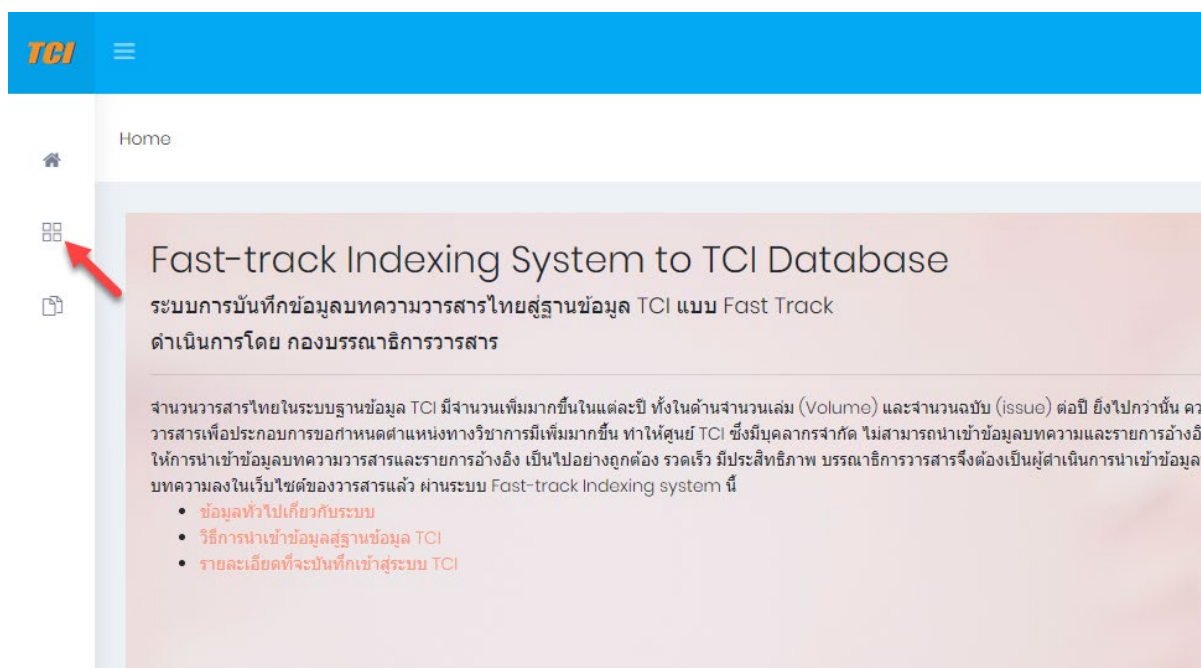 TCI
Home
Fast-track Indexing System to TCI Database
ระบบการบันทึกข้อมูลบทความวารสารไทยสู่ฐานข้อมูล TCI แบบ Fast Track
ดำเนินการโดย กองบรรณาธิการวารสาร
จำนวนวารสารไทยในระบบฐานข้อมูล TCI มีจำนวนเพิ่มมากขึ้นในแต่ละปี ทั้งในด้านจำนวนเล่ม (Volume) และจำนวนฉบับ (issue) ต่อปี ยิ่งไปกว่านั้น
วารสารเพื่อประกอบการขอกำหนดตำแหน่งทางวิชาการมีเพิ่มมากขึ้น ทำให้ศูนย์ TCI ซึ่งมีบุคลากรจำกัด ไม่สามารถนำเข้าข้อมูลบทความและรายการ
ให้การนำเข้าข้อมูลบทความวารสารและรายการอ้างอิง เป็นไปอย่างถูกต้อง รวดเร็ว มีประสิทธิภาพ บรรณาธิการวารสารจึงต้องเป็นผู้ดำเนินการนำเข้าข้อมูล
บทความลงในเว็บไซต์ของวารสารแล้ว ผ่านระบบ Fast-track Indexing system นี้
ข้อมูลทั่วไปเกี่ยวกับระบบ
วิธีการนำเข้าข้อมูลสู่ฐานข้อมูล TCI
รายละเอียดที่จะบันทึกเข้าสู่ระบบ TCI